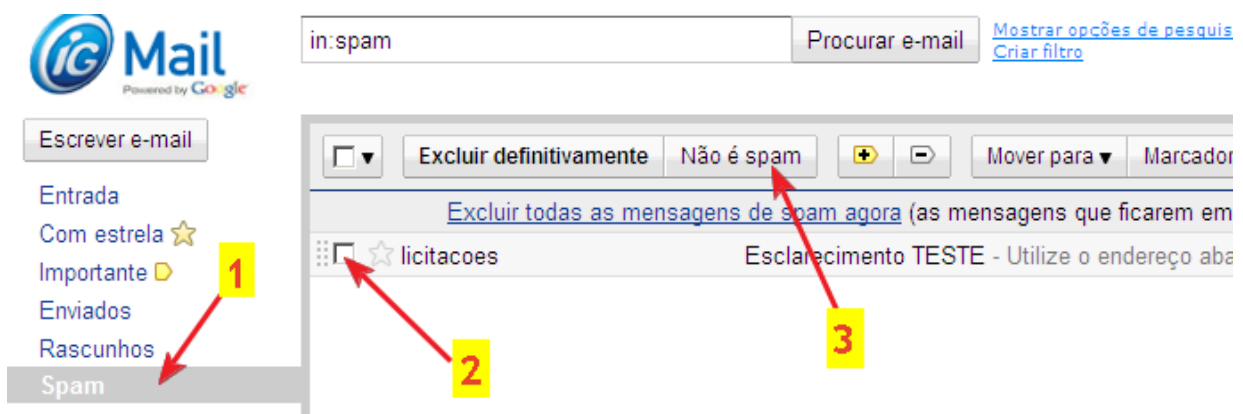 iG Mail
Powered by Google
in:spam
Procurar e-mail
Mostrar opções de pesquis
Criar filtro
Escrever e-mail
Excluir definitivamente
Não é spam
Mover para
Marcador
Entrada
Com estrela
Importante
Enviados
Rascunhos
Spam
Excluir todas as mensagens de spam agora (as mensagens que ficarem em
licitacoes
Esclarecimento TESTE - Utilize o endereço aba
1
2
3